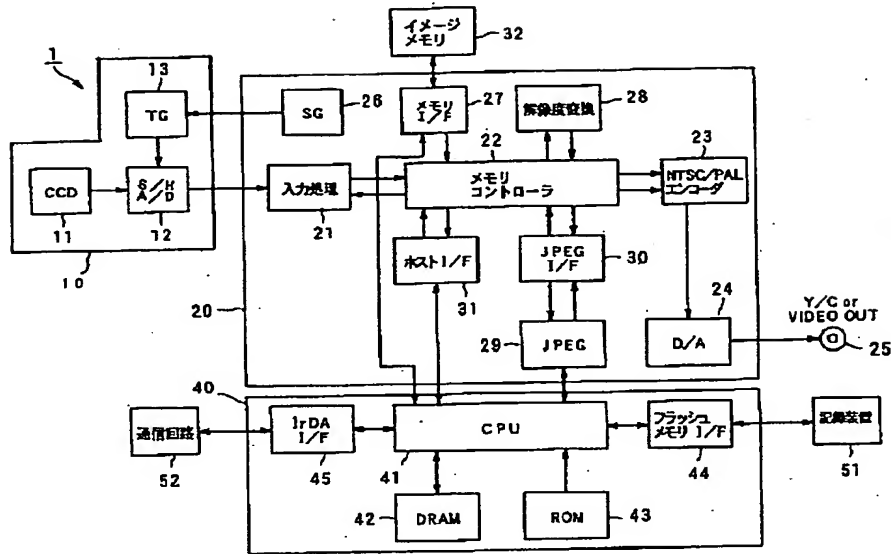 イメージ
メモリ
32
1
13
TG
SG
26
メモリ
I/F
27
解像度変換
28
22
メモリ
コントローラ
23
NTSC/PAL
エンコーダ
CCD
11
S/H
A/D
12
入力処理
21
10
ホスト I/F
31
JPEG
I/F
30
20
29
JPEG
24
D/A
Y/C or
VIDEO OUT
25
40
通信回路
52
IrDA
I/F
45
CPU
41
フラッシュ
メモリ I/F
44
記録装置
51
42
DRAM
ROM
43